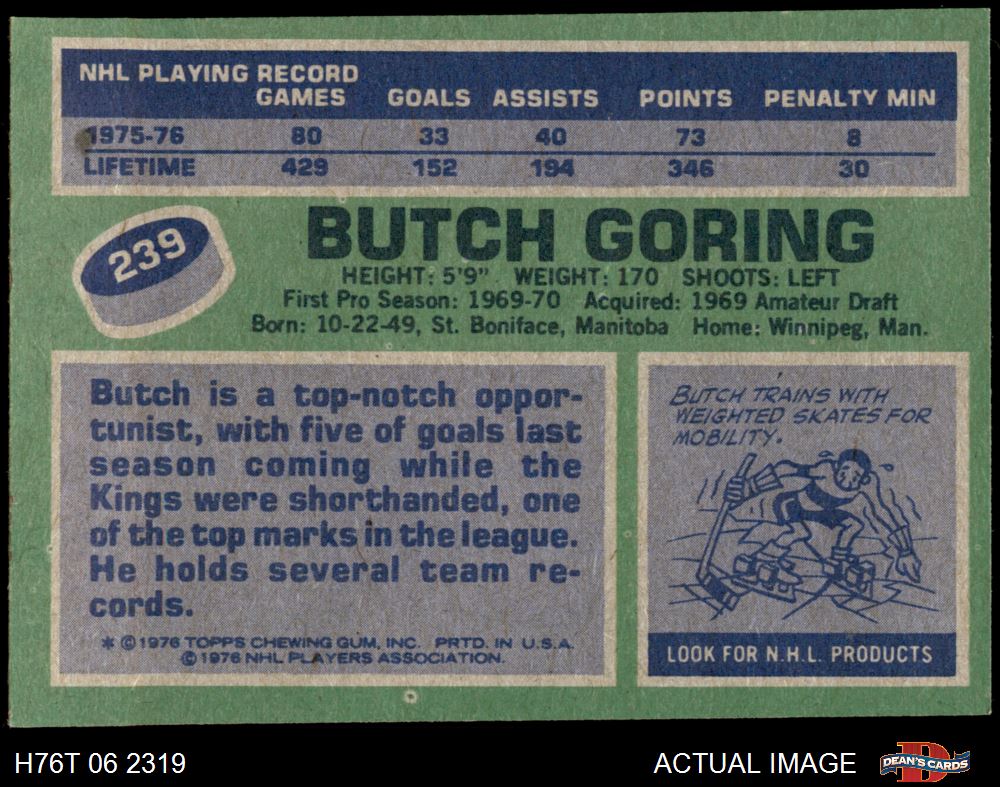 NHL PLAYING RECORD
GAMES GOALS ASSISTS POINTS PENALTY MIN
1975-76 80 33 40 73 8
LIFETIME 429 152 194 346 30
239
BUTCH GORING
HEIGHT: 5'9" WEIGHT: 170 SHOOTS: LEFT
First Pro Season: 1969-70 Acquired: 1969 Amateur Draft
Born: 10-22-49, St. Boniface, Manitoba Home: Winnipeg, Man.
Butch is a top-notch oppor-
tunist, with five of goals last
season coming while the
Kings were shorthanded, one
of the top marks in the league.
He holds several team re-
cords.
* © 1976 TOPPS CHEWING GUM, INC. PRTD. IN U.S.A.
© 1976 NHL PLAYERS ASSOCIATION.
BUTCH TRAINS WITH
WEIGHTED SKATES FOR
MOBILITY.
LOOK FOR N.H.L. PRODUCTS
H76T 06 2319
ACTUAL IMAGE
D
DEAN'S CARDS